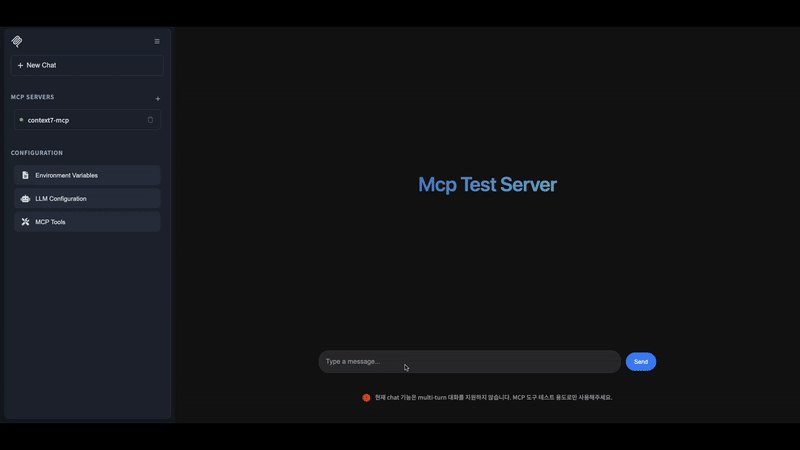 New Chat
MCP SERVERS
context7-mcp
CONFIGURATION
Environment Variables
LLM Configuration
MCP Tools
Mcp Test Server
Type a message...
Send
현재 chat 기능은 multi-turn 대화를 지원하지 않습니다. MCP 도구 테스트 용도로만 사용해주세요.